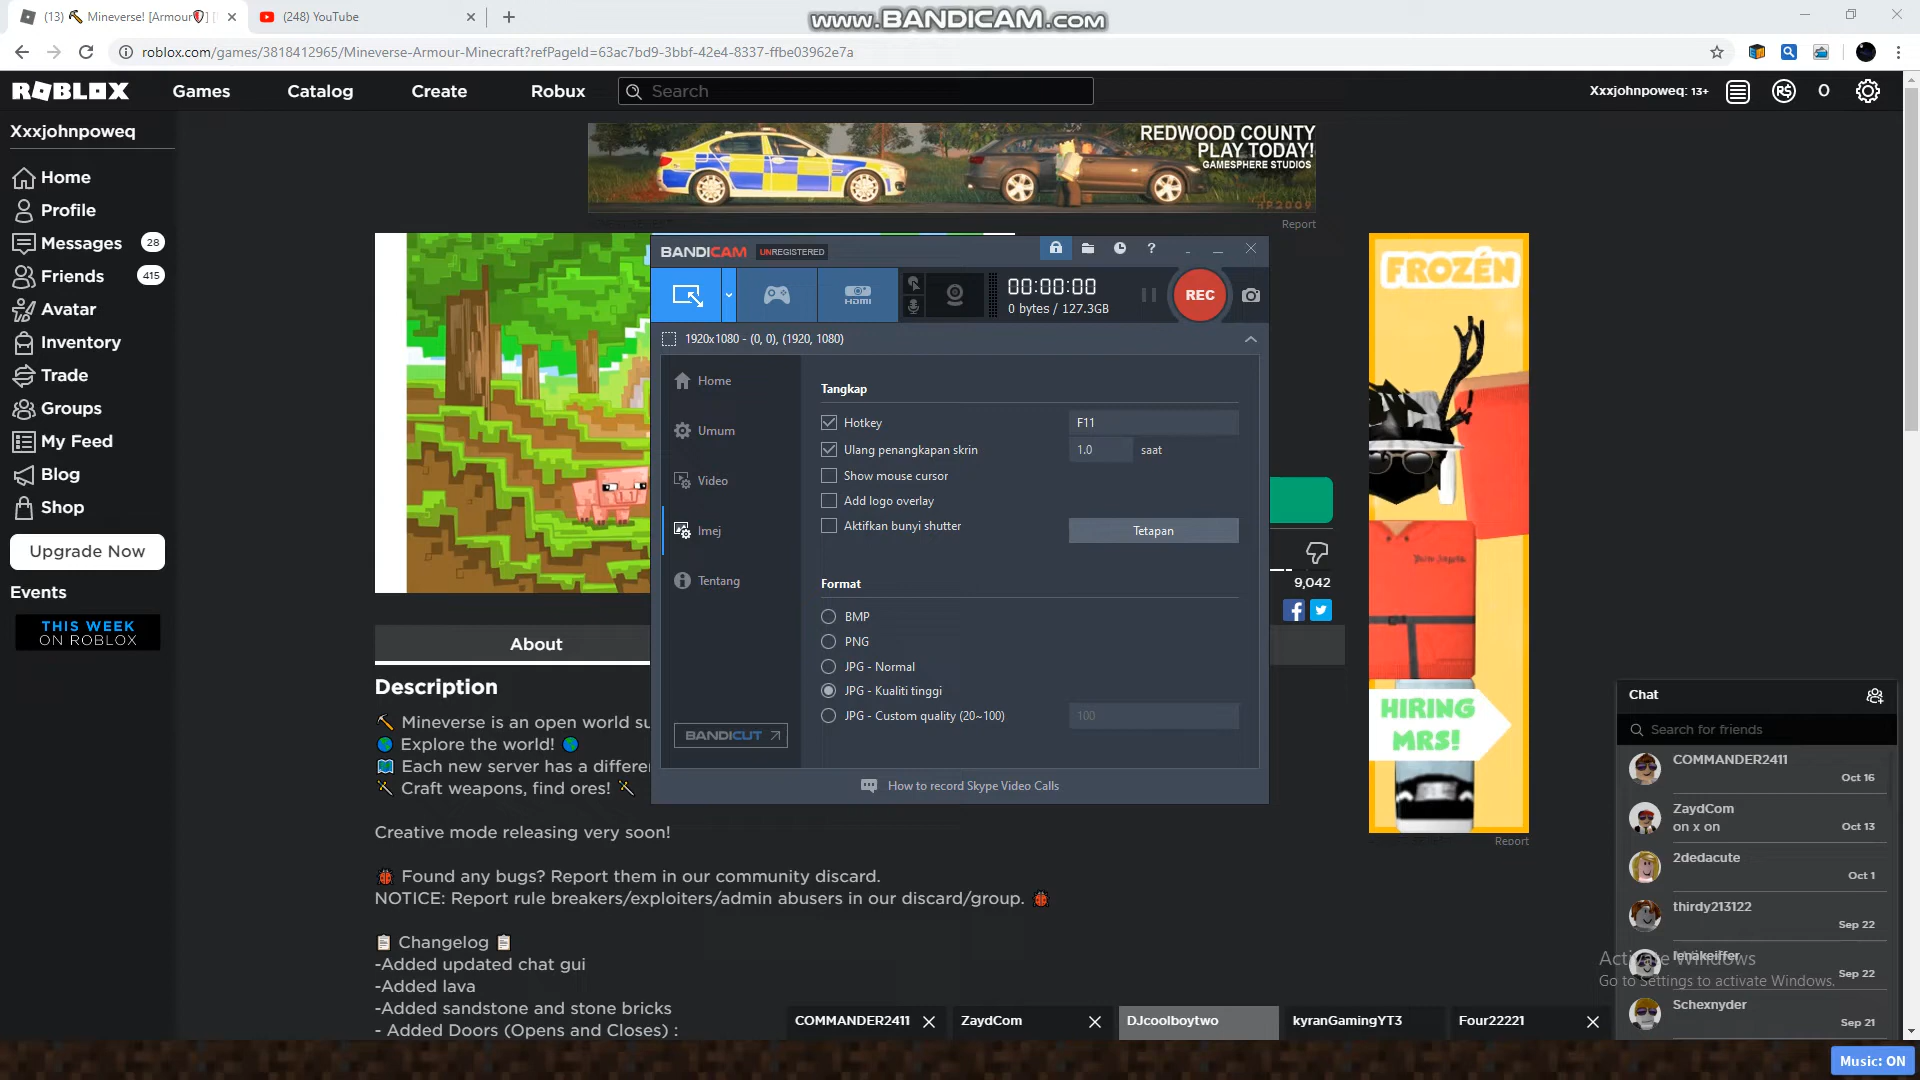 (13) ⛏ Mineverse! [Armour🛡] [
(248) YouTube
www.BANDICAM.com
roblox.com/games/3818412965/Mineverse-Armour-Minecraft?refPageId=63ac7bd9-3bbf-42e4-8337-ffbe03962e7a
ROBLOX
Games
Catalog
Create
Robux
Search
Xxxjohnpoweq: 13+
0
Xxxjohnpoweq
Home
Profile
Messages
28
Friends
415
Avatar
Inventory
Trade
Groups
My Feed
Blog
Shop
Upgrade Now
Events
THIS WEEK
ON ROBLOX
REDWOOD COUNTY
PLAY TODAY!
GAMESPHERE STUDIOS
HP2009
Report
BANDICAM
UNREGISTERED
HDMI
00:00:00
0 bytes / 127.3GB
REC
1920x1080 - (0, 0), (1920, 1080)
Home
Umum
Video
Imej
Tentang
BANDICUT
Tangkap
Hotkey
F11
Ulang penangkapan skrin
1.0
saat
Show mouse cursor
Add logo overlay
Aktifkan bunyi shutter
Tetapan
Format
BMP
PNG
JPG - Normal
JPG - Kualiti tinggi
JPG - Custom quality (20~100)
100
How to record Skype Video Calls
9,042
About
Description
⛏ Mineverse is an open world su
🌎 Explore the world! 🌎
🗺 Each new server has a differe
🗡 Craft weapons, find ores! 🗡
Creative mode releasing very soon!
🐞 Found any bugs? Report them in our community discard.
NOTICE: Report rule breakers/exploiters/admin abusers in our discard/group. 🐞
📋 Changelog 📋
-Added updated chat gui
-Added lava
-Added sandstone and stone bricks
- Added Doors (Opens and Closes) :
FROZÉN
HIRING
MRS!
Report
Chat
Search for friends
COMMANDER2411
Oct 16
ZaydCom
on x on
Oct 13
2dedacute
Oct 1
thirdy213122
Sep 22
lenakeiffer
Sep 22
Schexnyder
Sep 21
Activate Windows
Go to Settings to activate Windows.
COMMANDER2411
ZaydCom
DJcoolboytwo
kyranGamingYT3
Four22221
Music: ON